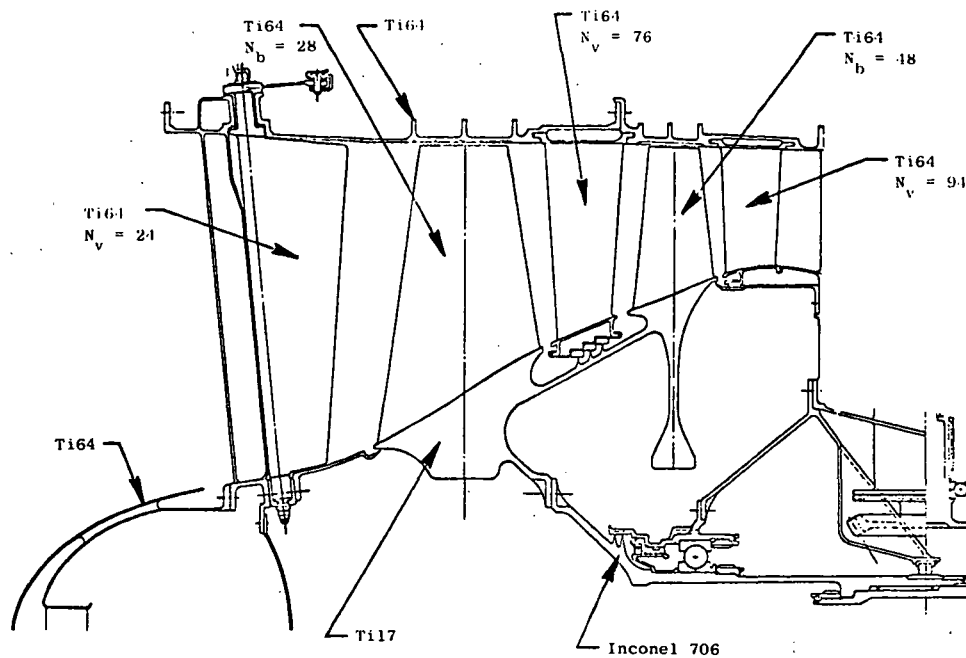 Ti64
N_b = 28
Ti64
Ti64
N_v = 76
Ti64
N_b = 48
Ti64
N_v = 94
Ti64
N_v = 24
Ti64
Ti17
Inconel 706